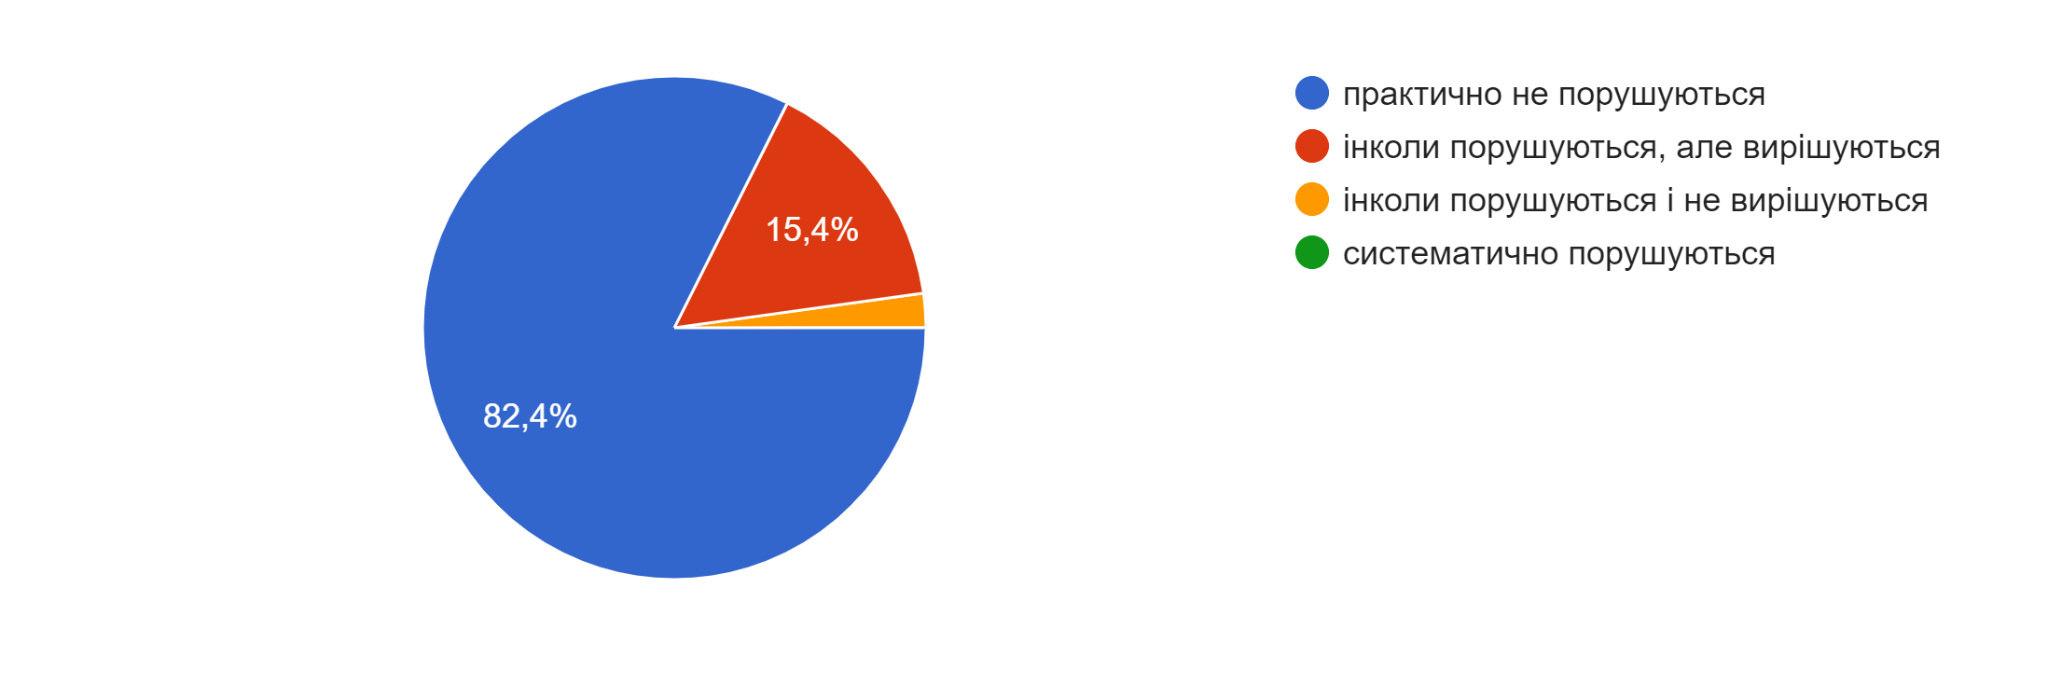 практично не порушуються
інколи порушуються, але вирішуються
15,4%
інколи порушуються і не вирішуються
систематично порушуються
82,4%